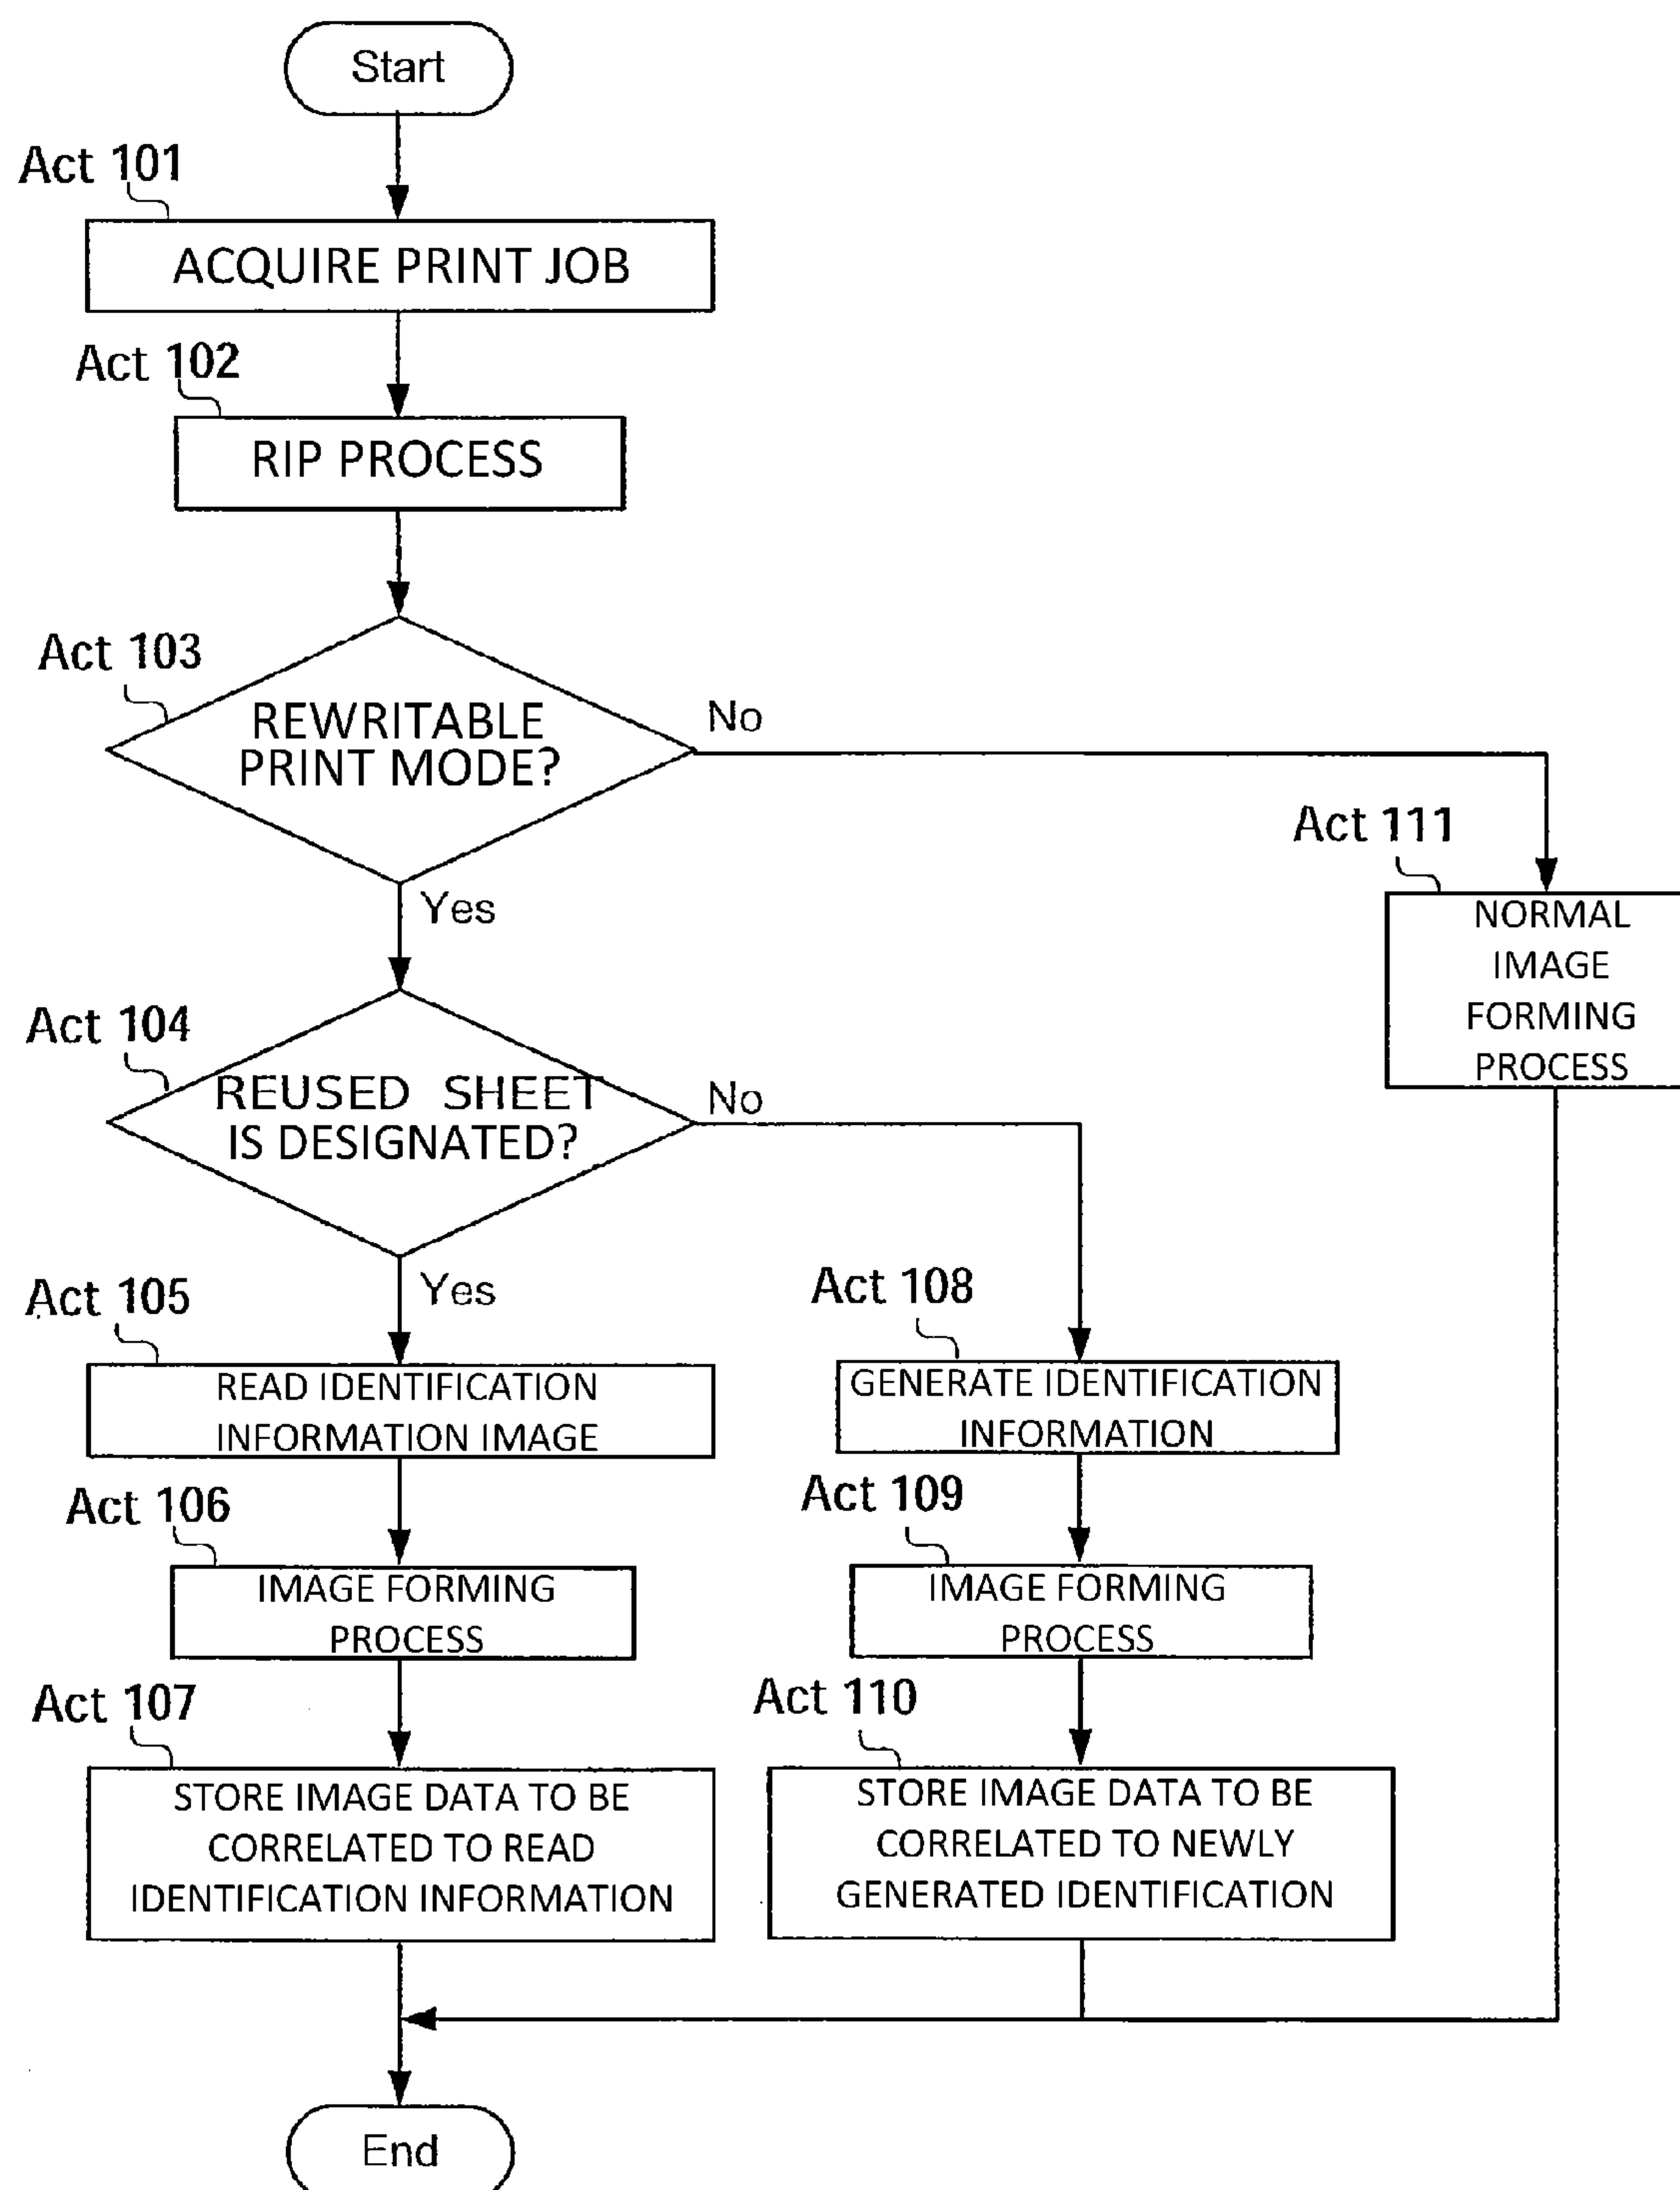 Start
Act 101
ACQUIRE PRINT JOB
Act 102
RIP PROCESS
Act 103
REWRITABLE
PRINT MODE?
No
Yes
Act 111
NORMAL
IMAGE
FORMING
PROCESS
Act 104
REUSED SHEET
IS DESIGNATED?
No
Yes
Act 105
READ IDENTIFICATION
INFORMATION IMAGE
Act 108
GENERATE IDENTIFICATION
INFORMATION
Act 106
IMAGE FORMING
PROCESS
Act 109
IMAGE FORMING
PROCESS
Act 107
STORE IMAGE DATA TO BE
CORRELATED TO READ
IDENTIFICATION INFORMATION
Act 110
STORE IMAGE DATA TO BE
CORRELATED TO NEWLY
GENERATED IDENTIFICATION
End